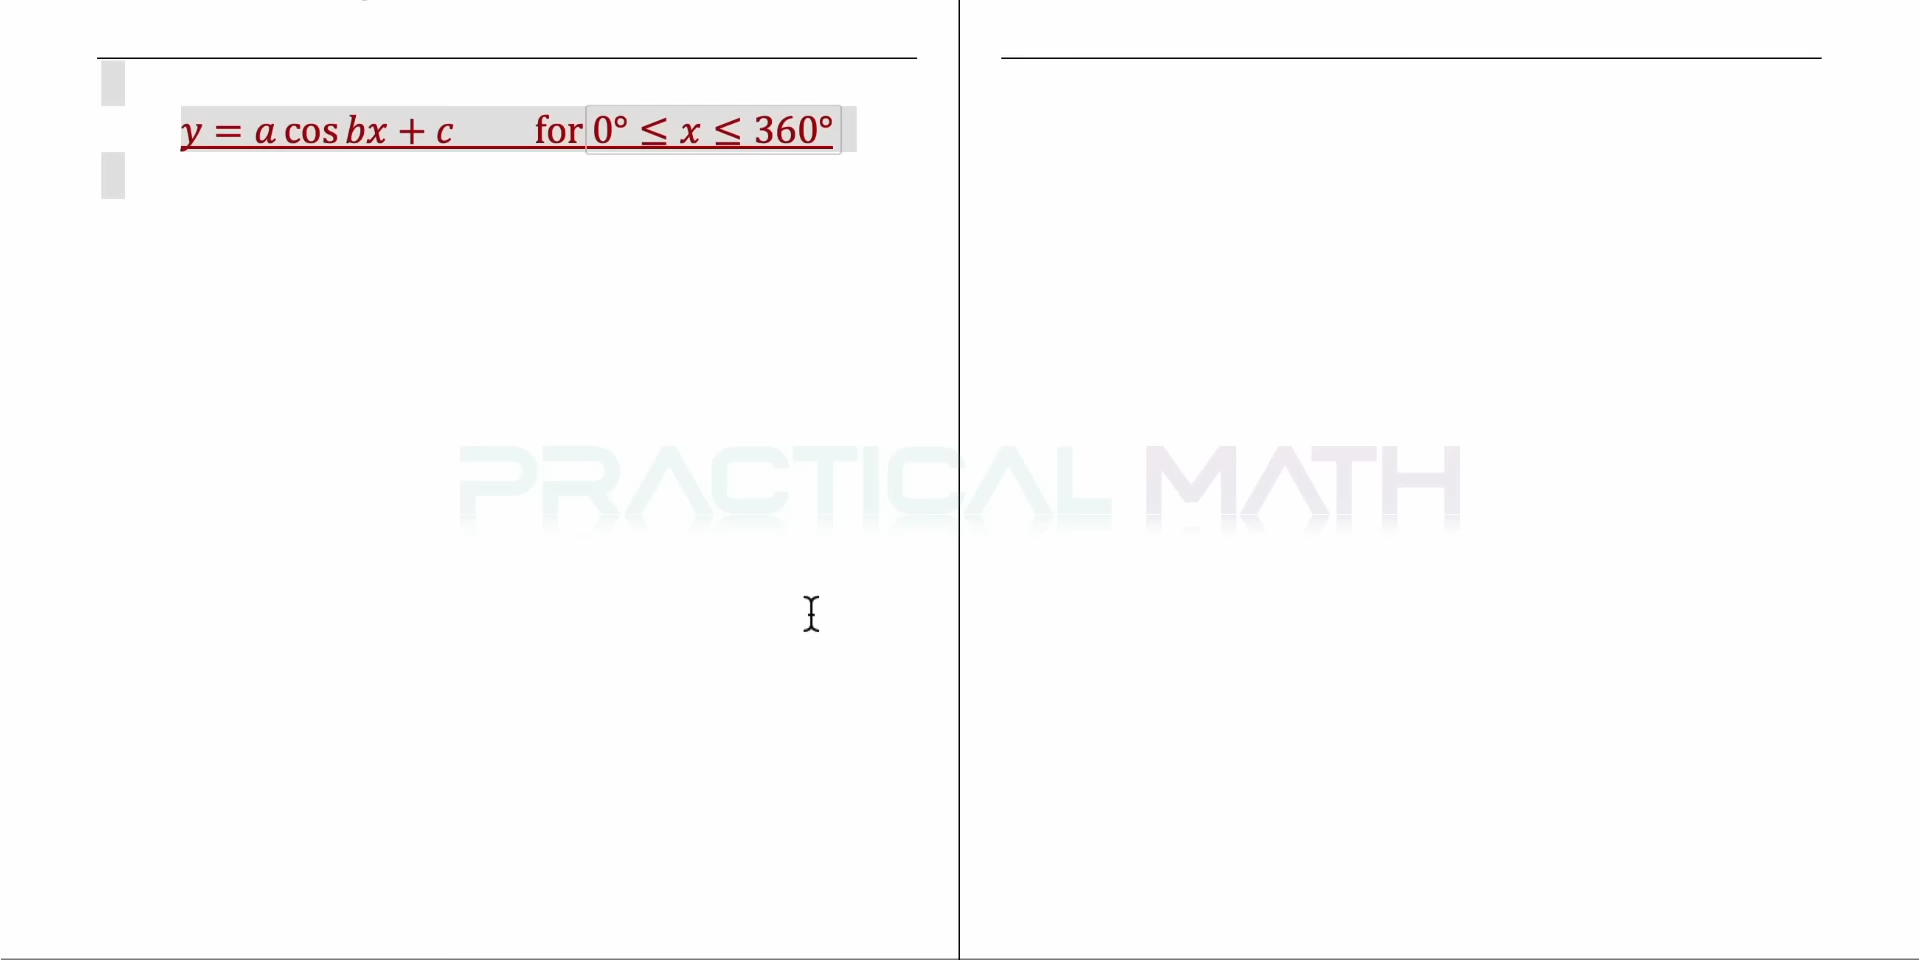 y = a cos bx + c for 0° ≤ x ≤ 360°
PRACTICAL MATH